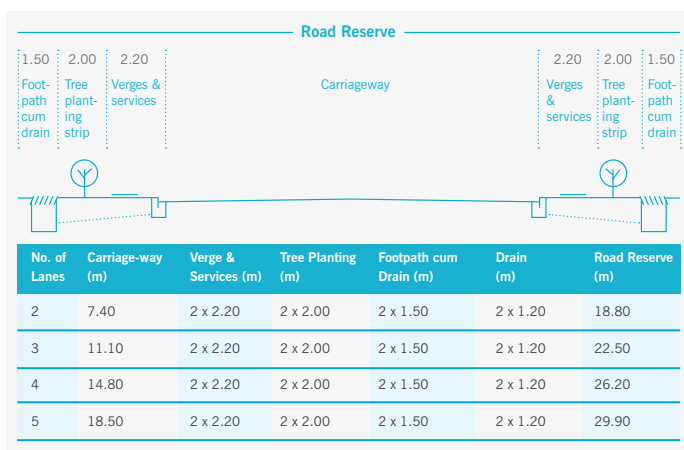 Road Reserve
1.50 2.00 2.20 2.20 2.00 1.50
Foot- Tree Verges & Carriageway Verges Tree Foot-
path plant- services & plant- path
cum ing services ing cum
drain strip strip drain
No. of Carriage-way Verge & Tree Planting Footpath cum Drain Road Reserve
Lanes (m) Services (m) (m) Drain (m) (m) (m)
2 7.40 2 x 2.20 2 x 2.00 2 x 1.50 2 x 1.20 18.80
3 11.10 2 x 2.20 2 x 2.00 2 x 1.50 2 x 1.20 22.50
4 14.80 2 x 2.20 2 x 2.00 2 x 1.50 2 x 1.20 26.20
5 18.50 2 x 2.20 2 x 2.00 2 x 1.50 2 x 1.20 29.90